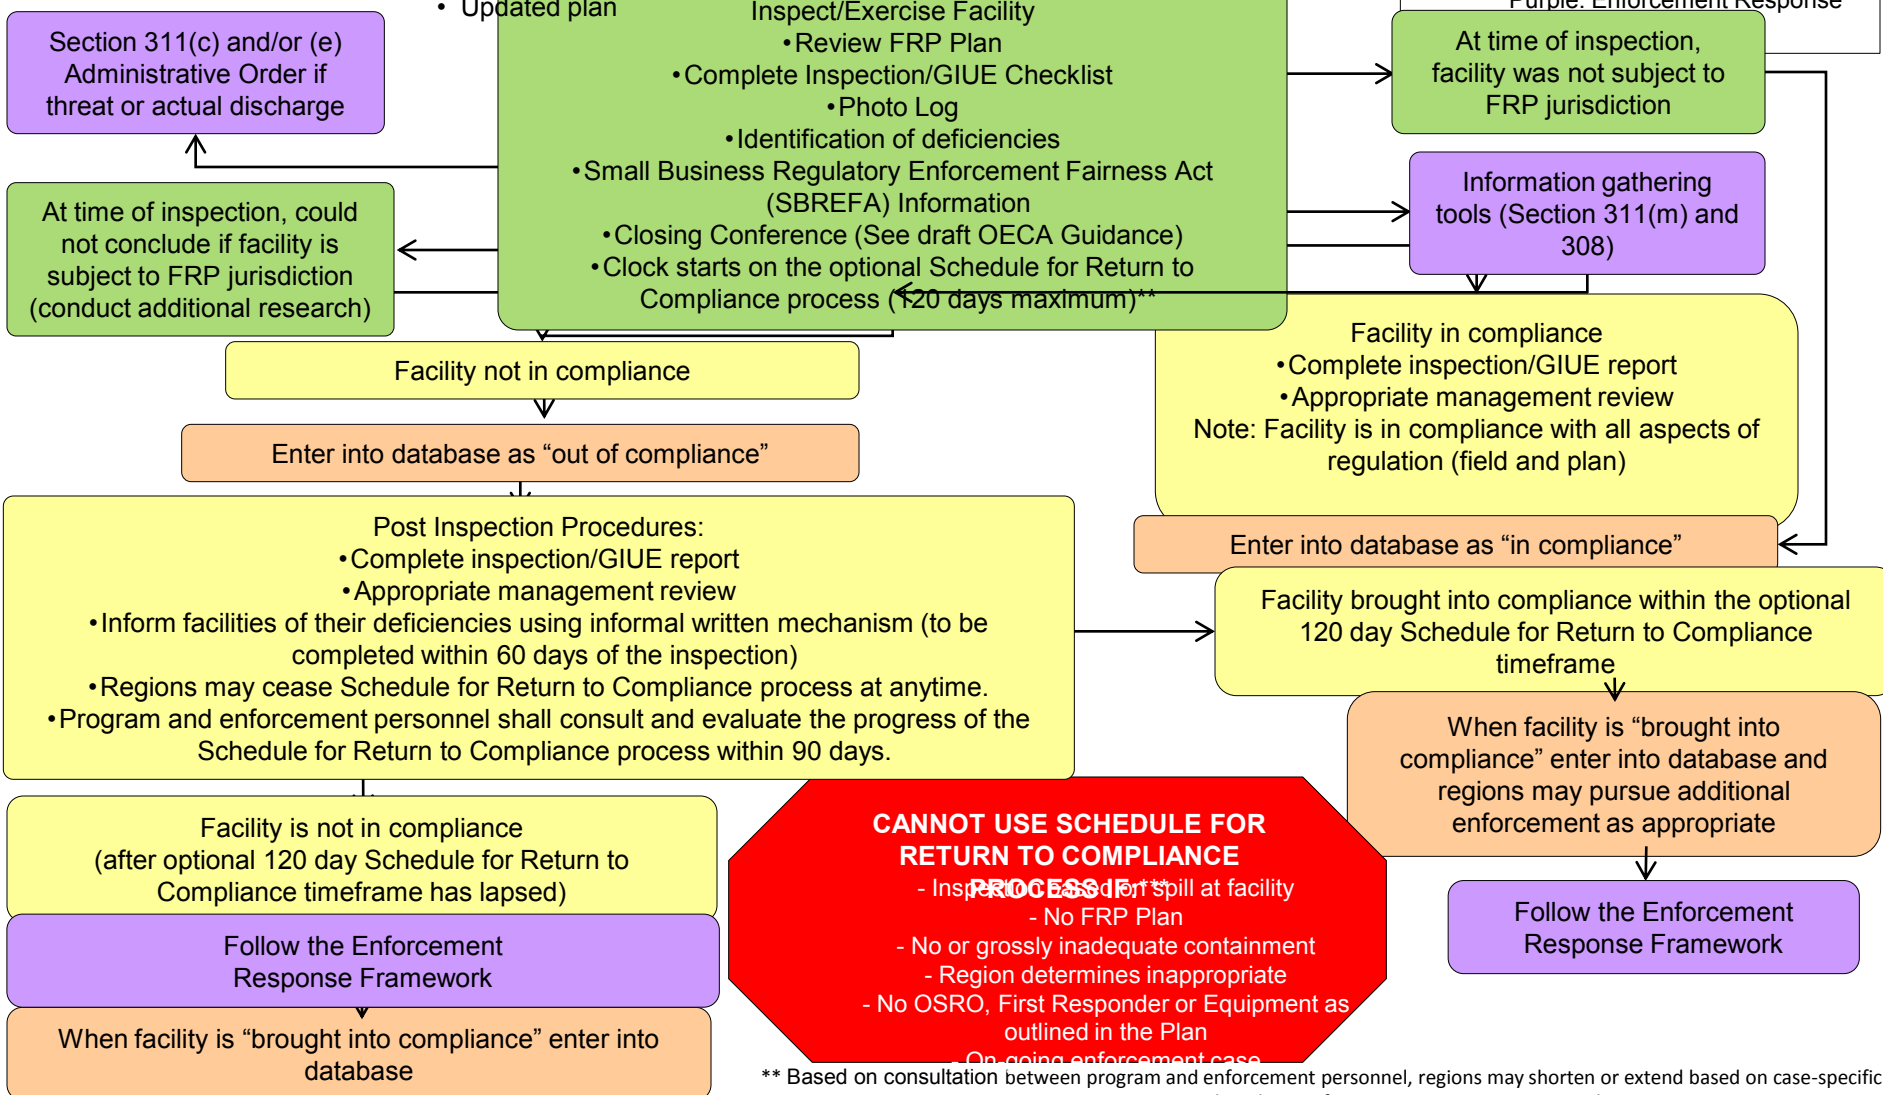 • Updated plan
Purple: Enforcement Response
Section 311(c) and/or (e)
Administrative Order if
threat or actual discharge
Inspect/Exercise Facility
•Review FRP Plan
•Complete Inspection/GIUE Checklist
•Photo Log
•Identification of deficiencies
•Small Business Regulatory Enforcement Fairness Act
(SBREFA) Information
•Closing Conference (See draft OECA Guidance)
•Clock starts on the optional Schedule for Return to
Compliance process (120 days maximum)**
At time of inspection,
facility was not subject to
FRP jurisdiction
Information gathering
tools (Section 311(m) and
308)
At time of inspection, could
not conclude if facility is
subject to FRP jurisdiction
(conduct additional research)
Facility not in compliance
Enter into database as “out of compliance”
Facility in compliance
•Complete inspection/GIUE report
•Appropriate management review
Note: Facility is in compliance with all aspects of
regulation (field and plan)
Enter into database as “in compliance”
Post Inspection Procedures:
•Complete inspection/GIUE report
•Appropriate management review
•Inform facilities of their deficiencies using informal written mechanism (to be
completed within 60 days of the inspection)
•Regions may cease Schedule for Return to Compliance process at anytime.
•Program and enforcement personnel shall consult and evaluate the progress of the
Schedule for Return to Compliance process within 90 days.
Facility brought into compliance within the optional
120 day Schedule for Return to Compliance
timeframe
When facility is “brought into
compliance” enter into database and
regions may pursue additional
enforcement as appropriate
Follow the Enforcement
Response Framework
Facility is not in compliance
(after optional 120 day Schedule for Return to
Compliance timeframe has lapsed)
Follow the Enforcement
Response Framework
When facility is “brought into compliance” enter into
database
CANNOT USE SCHEDULE FOR
RETURN TO COMPLIANCE
PROCESS IF:***
- Inspection based on spill at facility
- No FRP Plan
- No or grossly inadequate containment
- Region determines inappropriate
- No OSRO, First Responder or Equipment as
outlined in the Plan
- On-going enforcement case
** Based on consultation between program and enforcement personnel, regions may shorten or extend based on case-specific